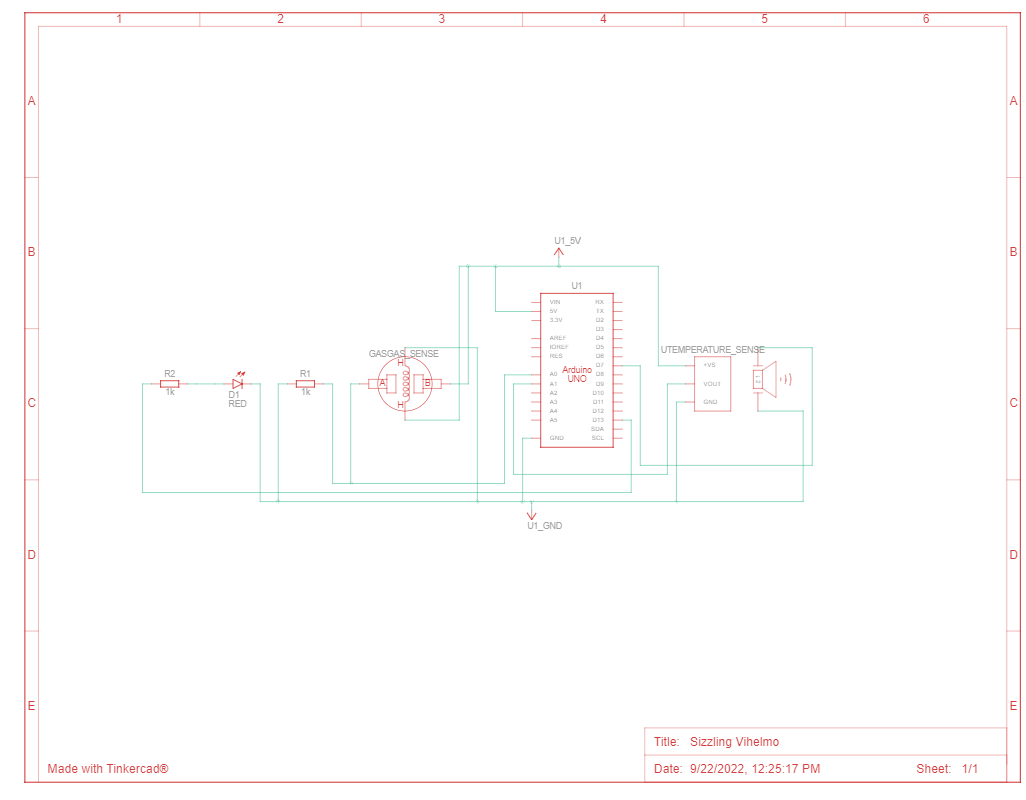 1 2 3 4 5 6
A A
U1_5V
B B
U1
VIN RX
5V TX
3.3V D2
D3
AREF D4
IOREF D5
RES D6
D7
A0 D8
A1 D9
A2 D10
A3 D11
A4 D12
A5 D13
SDA
GND SCL
Arduino
UNO
GASGAS_SENSE
H
A B
H
UTEMPERATURE_SENSE
+VS
VOUT
GND
R2
1k
D1
RED
R1
1k
C C
U1_GND
D D
E E
Title: Sizzling Vihelmo
Made with Tinkercad® Date: 9/22/2022, 12:25:17 PM Sheet: 1/1